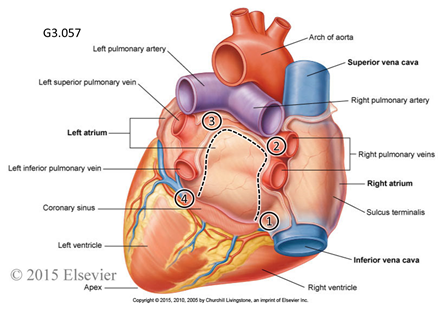 G3.057
Left pulmonary artery
Arch of aorta
Superior vena cava
Left superior pulmonary vein
Right pulmonary artery
3
Left atrium
2
Right pulmonary veins
Left inferior pulmonary vein
Right atrium
4
Coronary sinus
Sulcus terminalis
1
Left ventricle
Inferior vena cava
© 2015 Elsevier
Apex
Right ventricle
Copyright © 2015, 2010, 2005 by Churchill Livingstone, an imprint of Elsevier Inc.